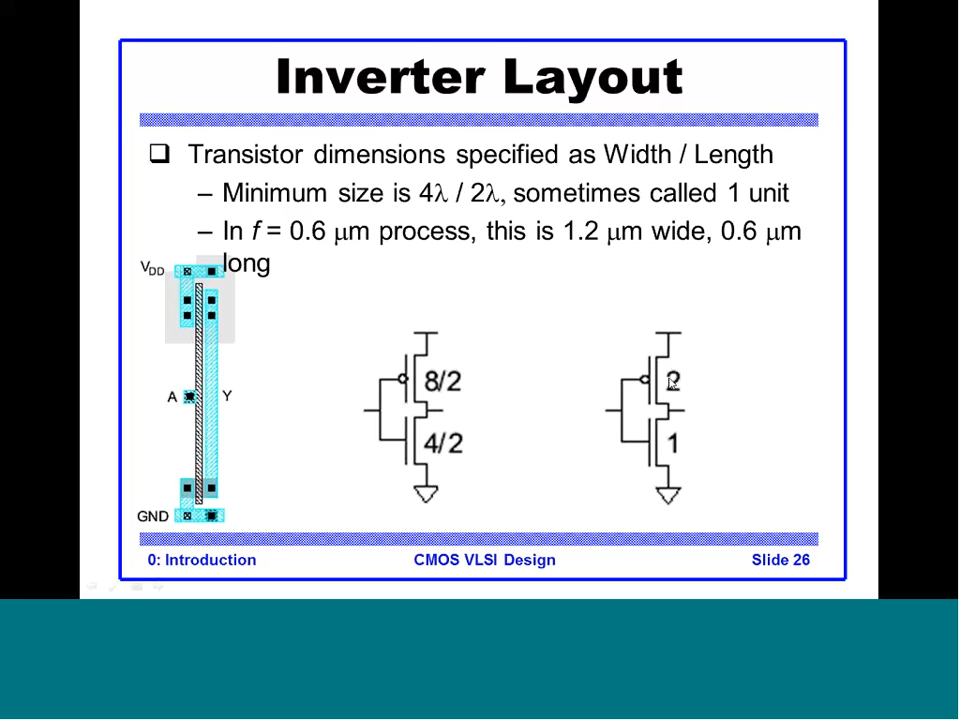 Inverter Layout
❑ Transistor dimensions specified as Width / Length
– Minimum size is 4λ / 2λ, sometimes called 1 unit
– In f = 0.6 μm process, this is 1.2 μm wide, 0.6 μm
long
VDD
A
Y
GND
8/2
4/2
2
1
0: Introduction
CMOS VLSI Design
Slide 26